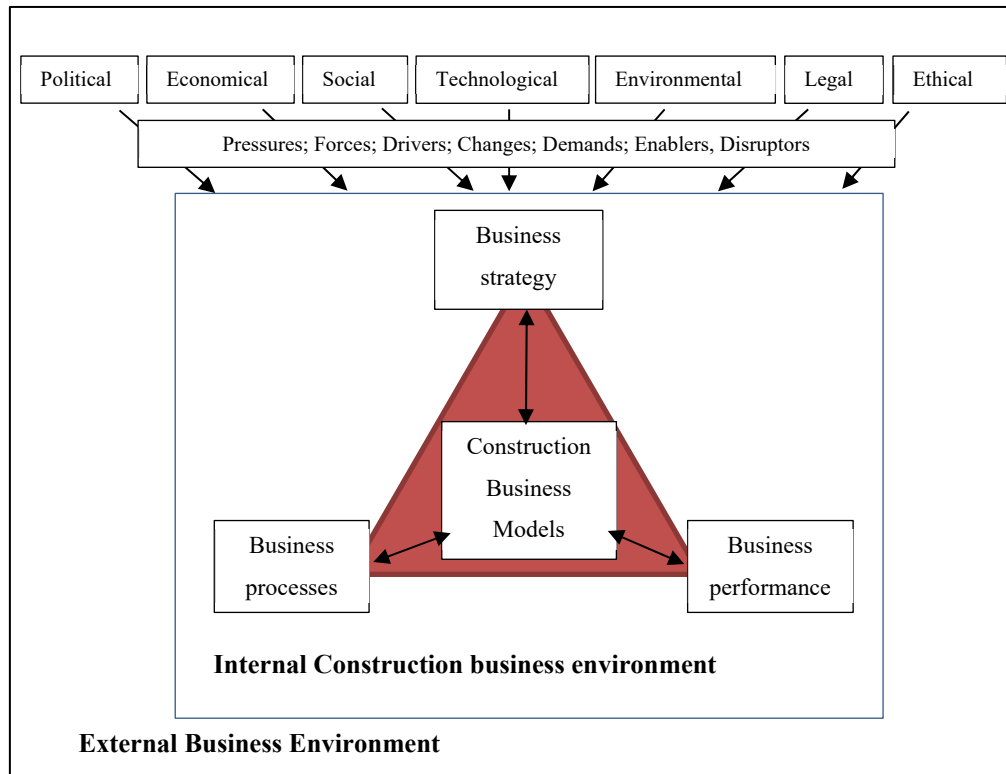 Political
Economical
Social
Technological
Environmental
Legal
Ethical
Pressures; Forces; Drivers; Changes; Demands; Enablers, Disruptors
Business
strategy
Construction
Business
Models
Business
processes
Business
performance
Internal Construction business environment
External Business Environment